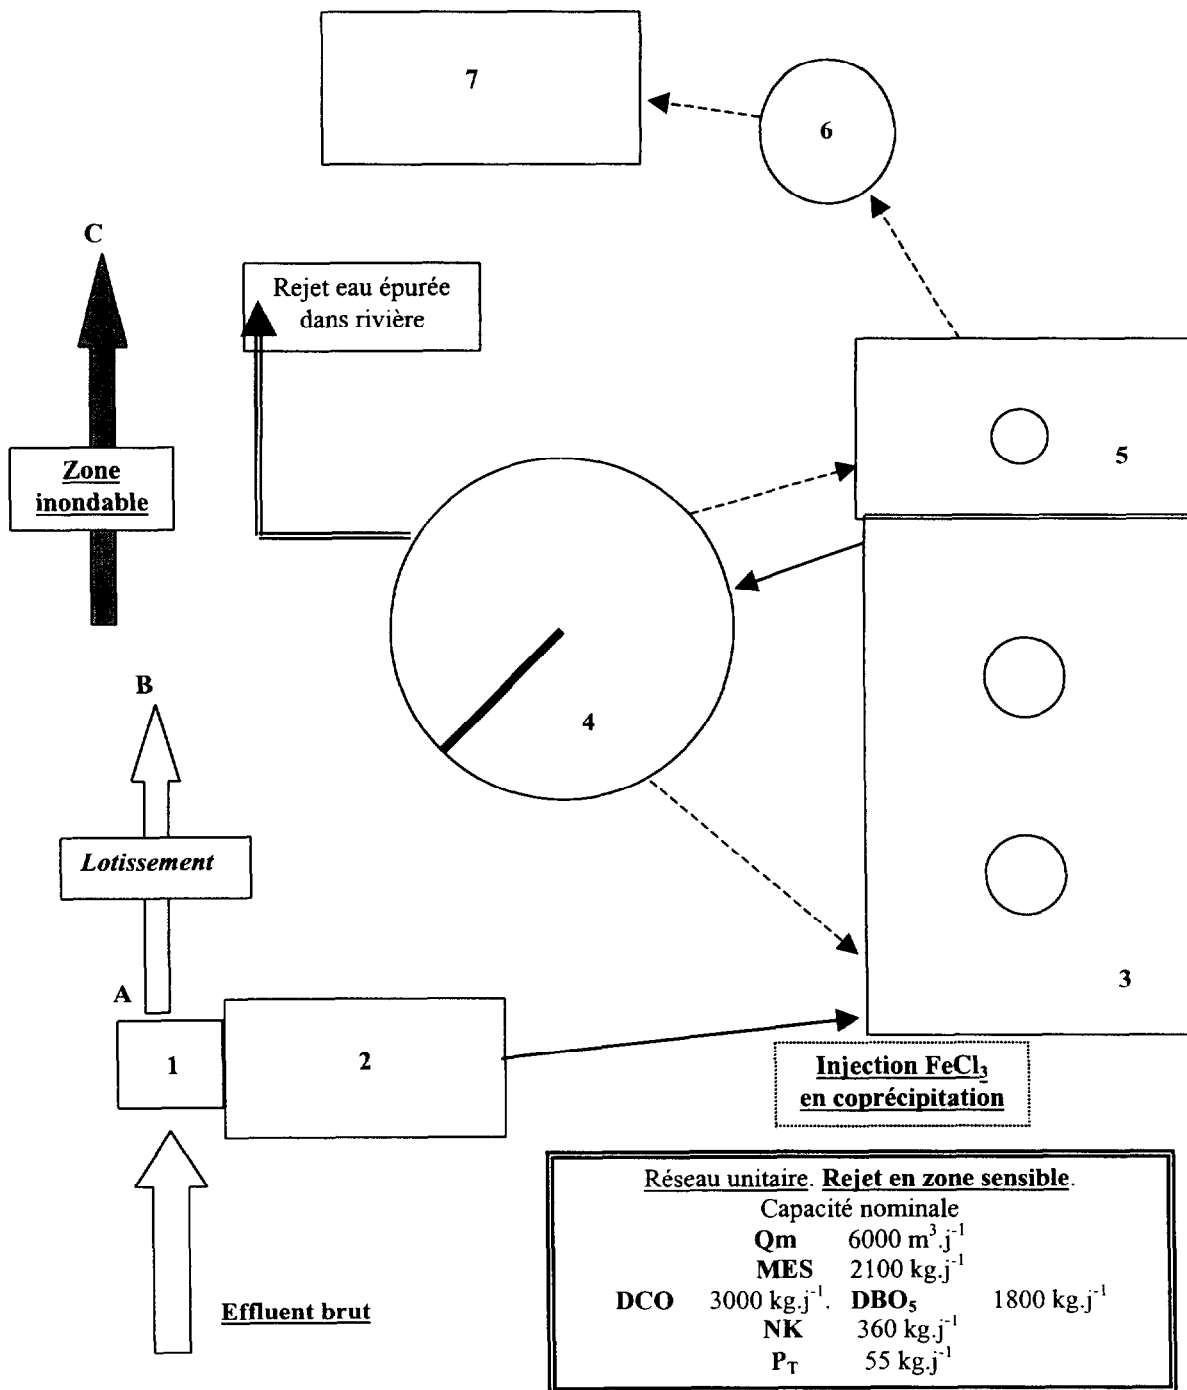 7
6
C
Rejet eau épurée
dans rivière
5
Zone
inondable
B
4
Lotissement
A
3
1
2
Injection FeCl₃
en coprécipitation
Réseau unitaire. Rejet en zone sensible.
Capacité nominale
Qm 6000 m³.j⁻¹
MES 2100 kg.j⁻¹
DCO 3000 kg.j⁻¹. DBO₅ 1800 kg.j⁻¹
NK 360 kg.j⁻¹
P_T 55 kg.j⁻¹
Effluent brut